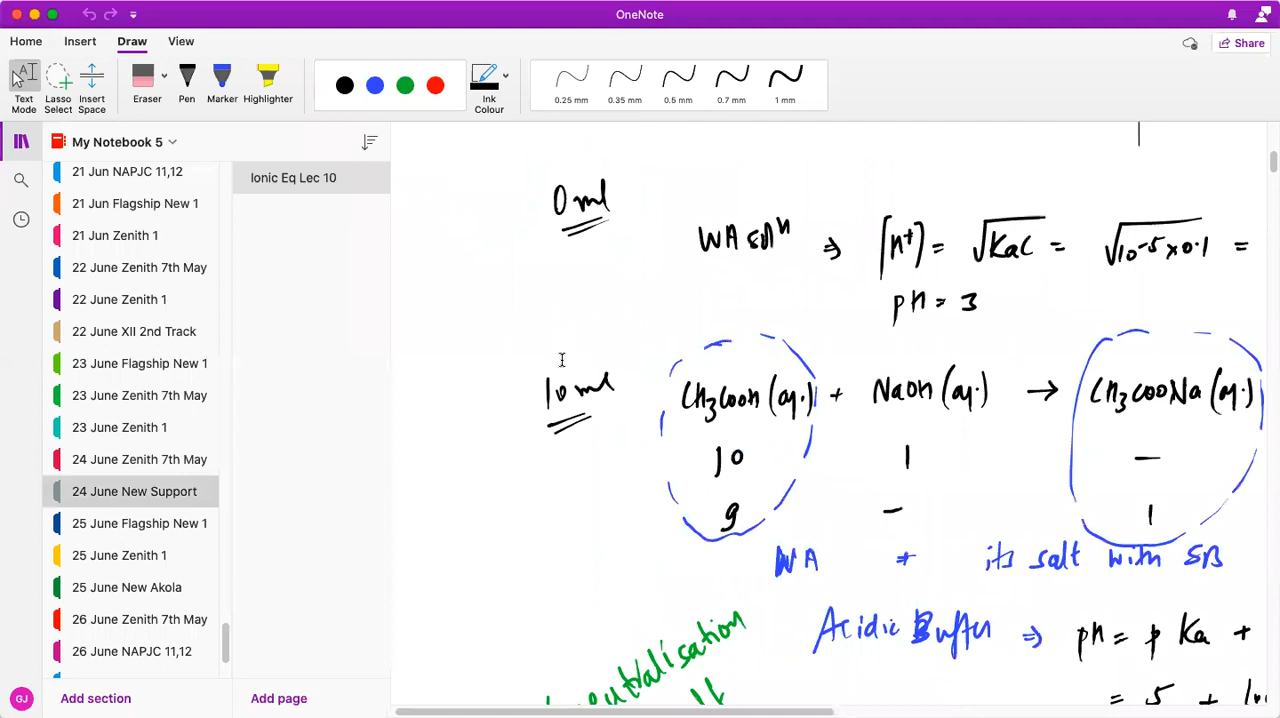 OneNote
Home Insert Draw View Share
Text Mode Lasso Select Insert Space Eraser Pen Marker Highlighter Ink Colour 0.25 mm 0.35 mm 0.5 mm 0.7 mm 1 mm
My Notebook 5
21 Jun NAPJC 11,12
21 Jun Flagship New 1
21 Jun Zenith 1
22 June Zenith 7th May
22 June Zenith 1
22 June XII 2nd Track
23 June Flagship New 1
23 June Zenith 7th May
23 June Zenith 1
24 June Zenith 7th May
24 June New Support
25 June Flagship New 1
25 June Zenith 1
25 June New Akola
26 June Zenith 7th May
26 June NAPJC 11,12
GJ
Add section
Ionic Eq Lec 10
Add page
0 ml
WA solⁿ ⇒ [H⁺] = √KaC = √10⁻⁵×0.1 =
pH = 3
10 ml CH₃COOH (aq.) + NaOH (aq.) → CH₃COONa (aq.)
10 1 —
9 – 1
WA + its salt with SB
Acidic Buffer ⇒ pH = pKa +
= 5 +
neutralisation